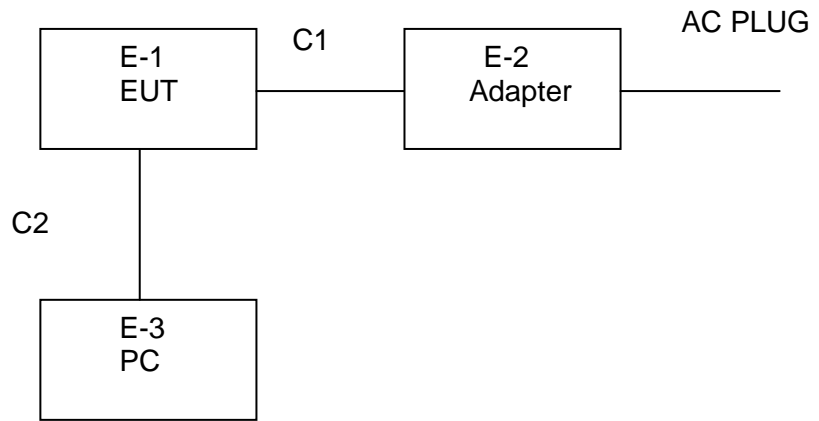 AC PLUG
C1
E-1
EUT
E-2
Adapter
C2
E-3
PC